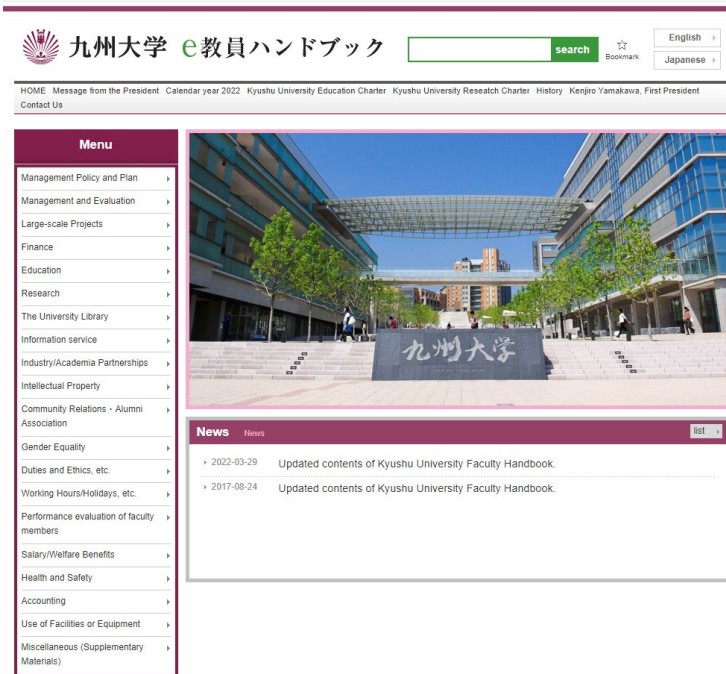 九州大学 e教員ハンドブック
search
Bookmark
English
Japanese
HOME Message from the President Calendar year 2022 Kyushu University Education Charter Kyushu University Reseatch Charter History Kenjiro Yamakawa, First President
Contact Us
Menu
Management Policy and Plan
Management and Evaluation
Large-scale Projects
Finance
Education
Research
The University Library
Information service
Industry/Academia Partnerships
Intellectual Property
Community Relations・Alumni
Association
Gender Equality
Duties and Ethics, etc.
Working Hours/Holidays, etc.
Performance evaluation of faculty
members
Salary/Welfare Benefits
Health and Safety
Accounting
Use of Facilities or Equipment
Miscellaneous (Supplementary
Materials)
九州大学
News News
list
2022-03-29 Updated contents of Kyushu University Faculty Handbook.
2017-08-24 Updated contents of Kyushu University Faculty Handbook.